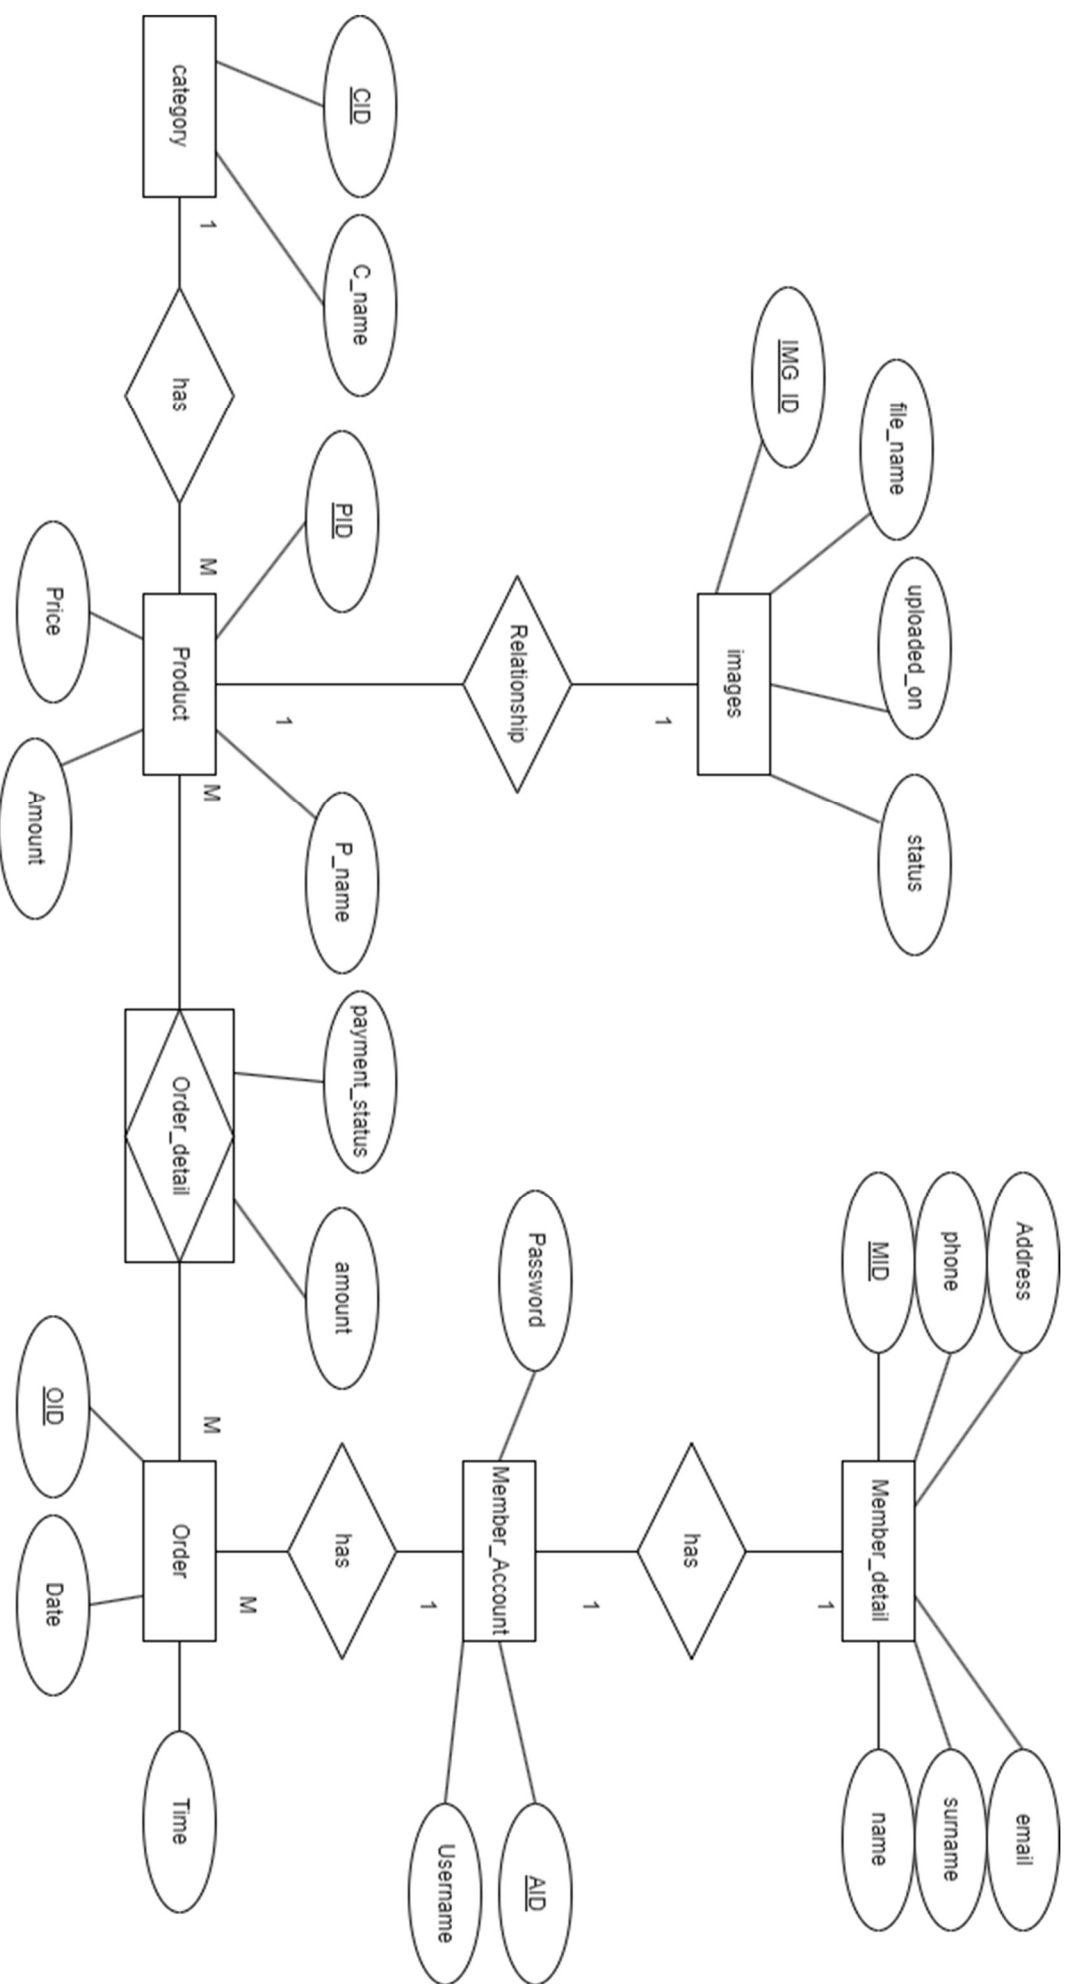 Address
email
phone
surname
file_name
uploaded_on
status
MID
Member_detail
name
1
IMG_ID
images
has
1
1
Password
AID
Relationship
Member_Account
Username
1
CID
C_name
payment_status
PID
P_name
amount
has
1
M
1
M
M
M
category
has
Product
Order_detail
Order
Time
Price
OID
Date
Amount